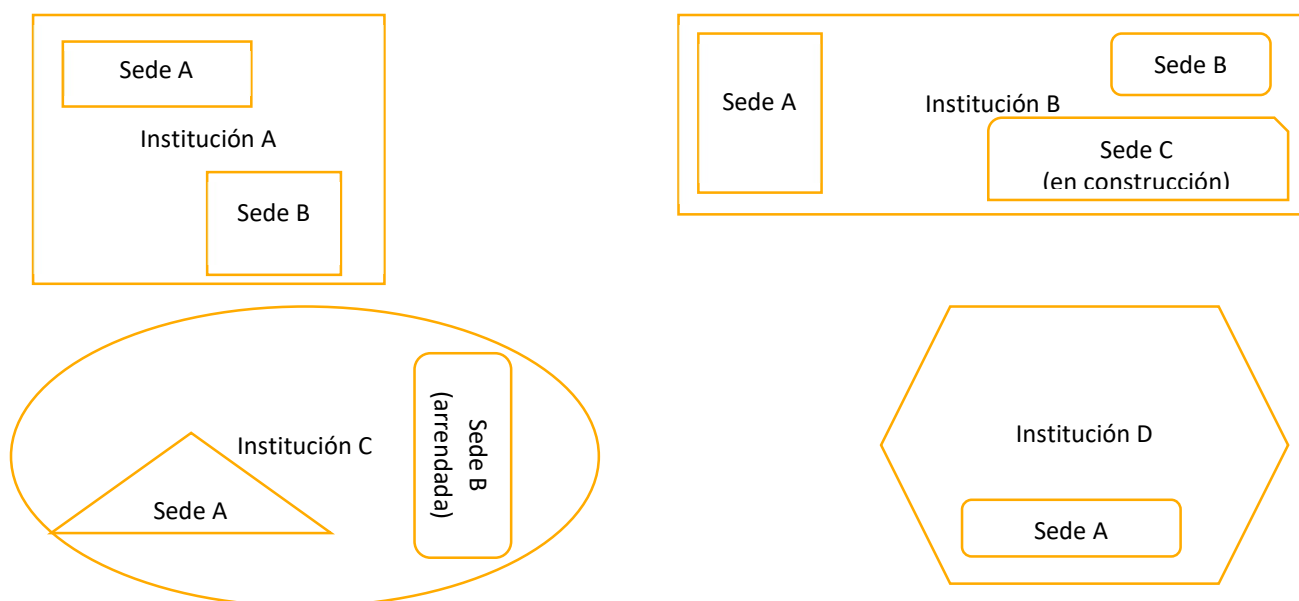 Sede A
Institución A
Sede B
Sede A
Institución B
Sede B
Sede C
(en construcción)
Institución C
Sede A
Sede B
(arrendada)
Institución D
Sede A